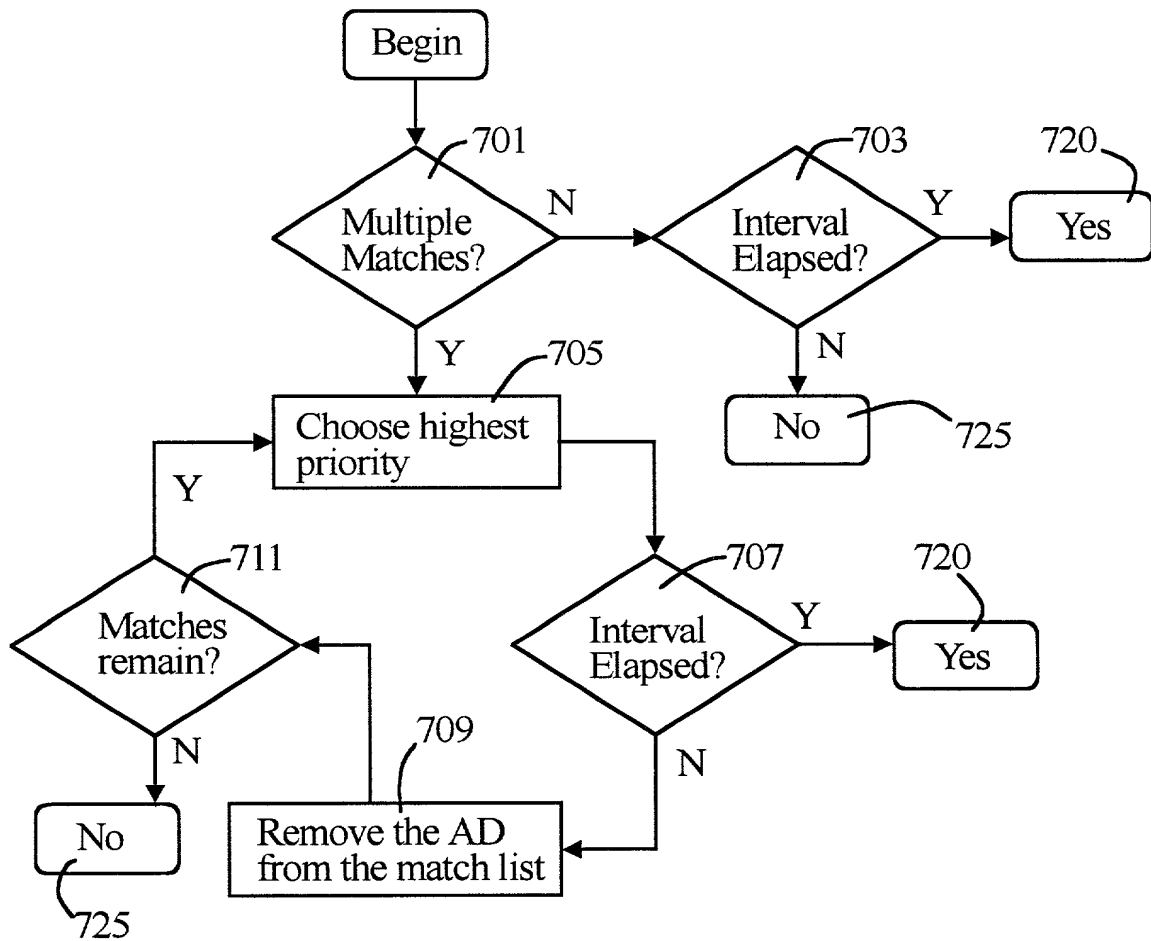 Begin
701
703
720
Multiple
Matches?
N
Interval
Elapsed?
Y
Yes
Y
N
705
Choose highest
priority
No
725
Y
711
707
720
Matches
remain?
Interval
Elapsed?
Y
Yes
N
709
N
No
Remove the AD
from the match list
725